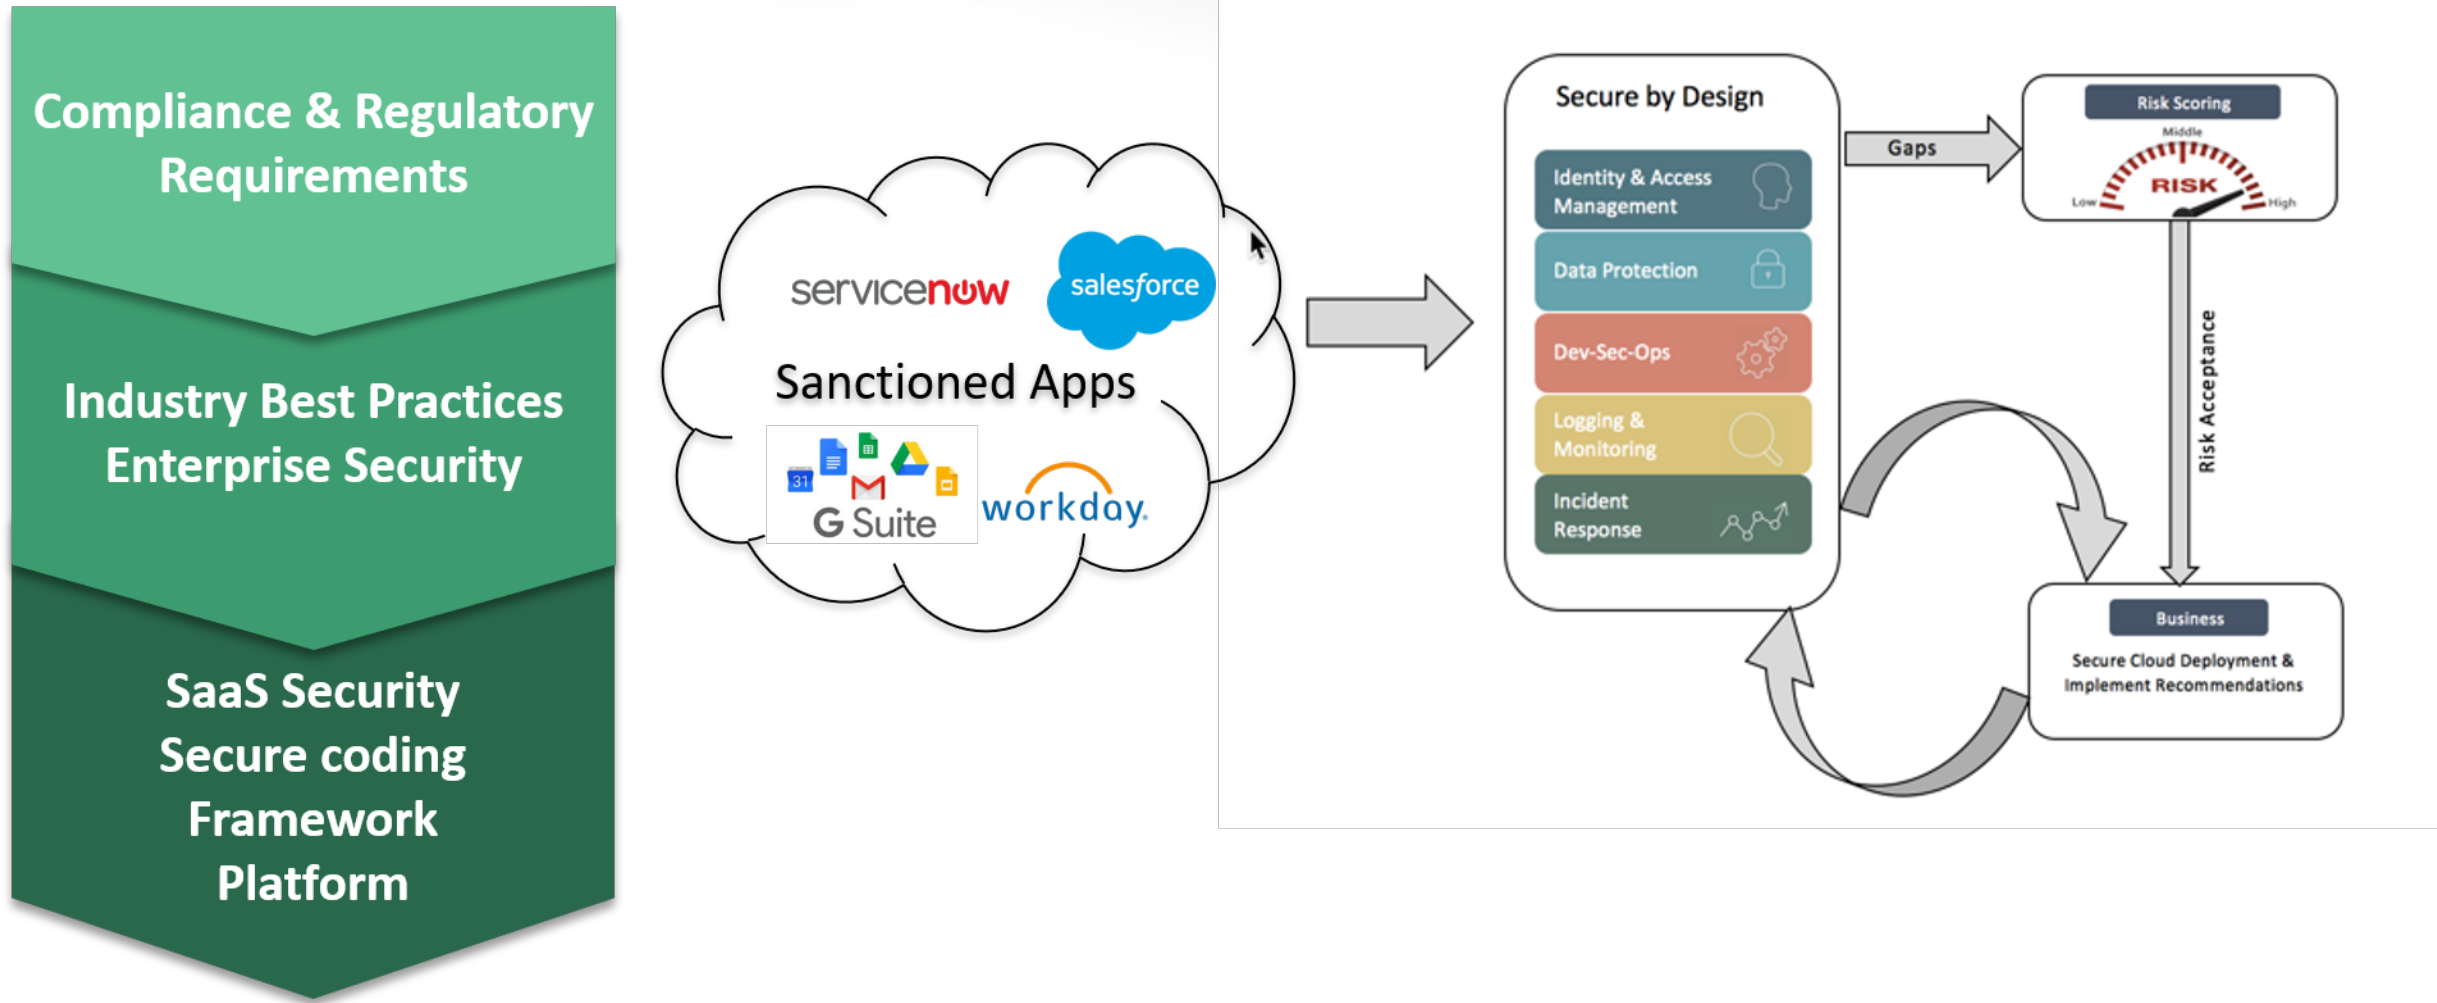 Compliance & Regulatory
Requirements
Industry Best Practices
Enterprise Security
SaaS Security
Secure coding
Framework
Platform
servicenow
salesforce
Sanctioned Apps
31
G Suite
workday.
Secure by Design
Identity & Access
Management
Data Protection
Dev-Sec-Ops
Logging &
Monitoring
Incident
Response
Gaps
Risk Scoring
Middle
RISK
Low
High
Risk Acceptance
Business
Secure Cloud Deployment &
Implement Recommendations